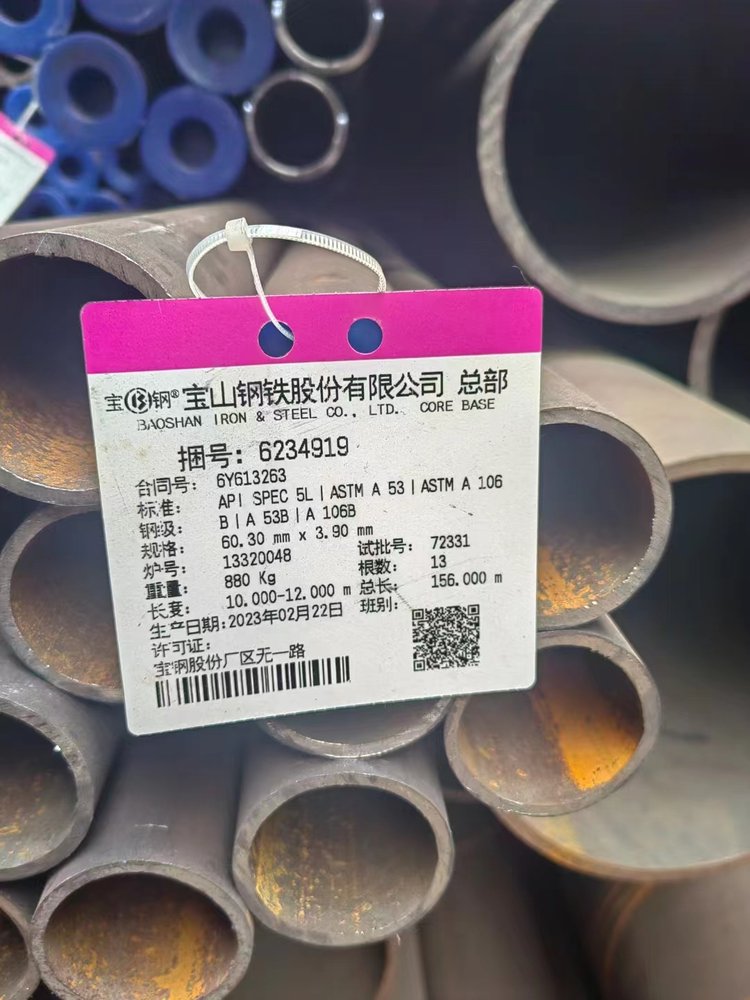 宝钢® 宝山钢铁股份有限公司 总部
BAOSHAN IRON & STEEL CO., LTD. CORE BASE
捆号: 6234919
合同号: 6Y613263
标准: API SPEC 5L | ASTM A 53 | ASTM A 106
钢级: B | A 53B | A 106B
规格: 60.30 mm x 3.90 mm
炉号: 13320048 试批号: 72331
重量: 880 Kg 根数: 13
长度: 10.000-12.000 m 总长: 156.000 m
生产日期: 2023年02月22日 班别:
许可证:
宝钢股份厂区无一路